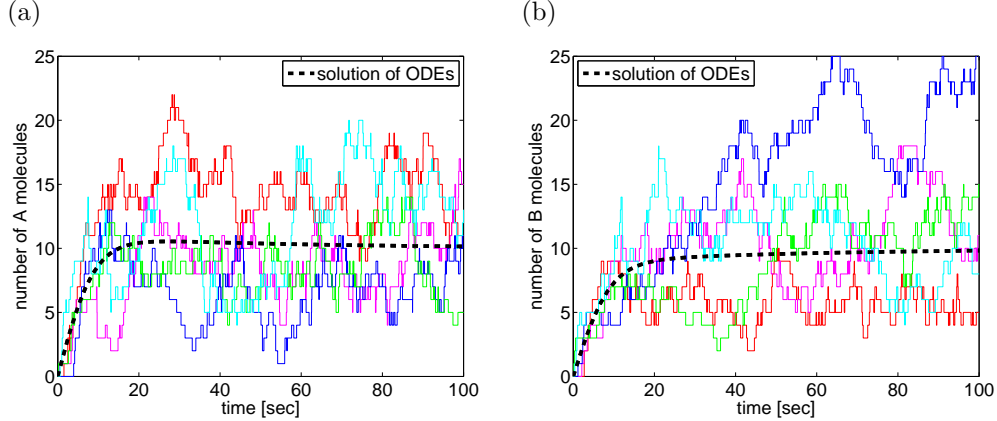 (a)
solution of ODEs
number of A molecules
25
20
15
10
5
0
0 20 40 60 80 100
time [sec]
(b)
solution of ODEs
number of B molecules
25
20
15
10
5
0
0 20 40 60 80 100
time [sec]